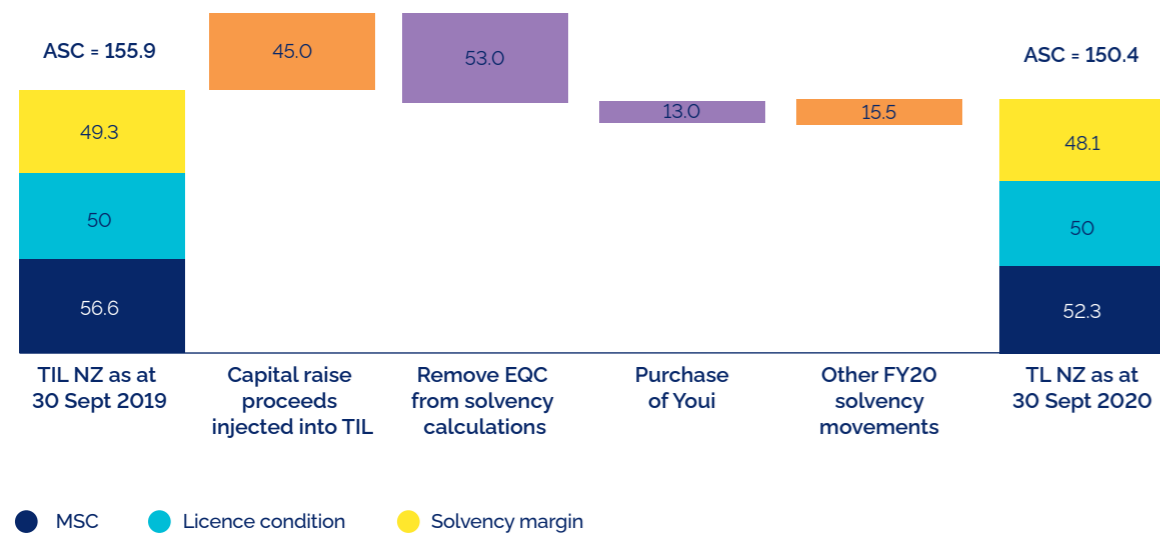 ASC = 155.9
49.3
50
56.6
45.0
53.0
13.0
15.5
ASC = 150.4
48.1
50
52.3
TIL NZ as at
30 Sept 2019
Capital raise
proceeds
injected into TIL
Remove EQC
from solvency
calculations
Purchase
of Youi
Other FY20
solvency
movements
TL NZ as at
30 Sept 2020
MSC
Licence condition
Solvency margin